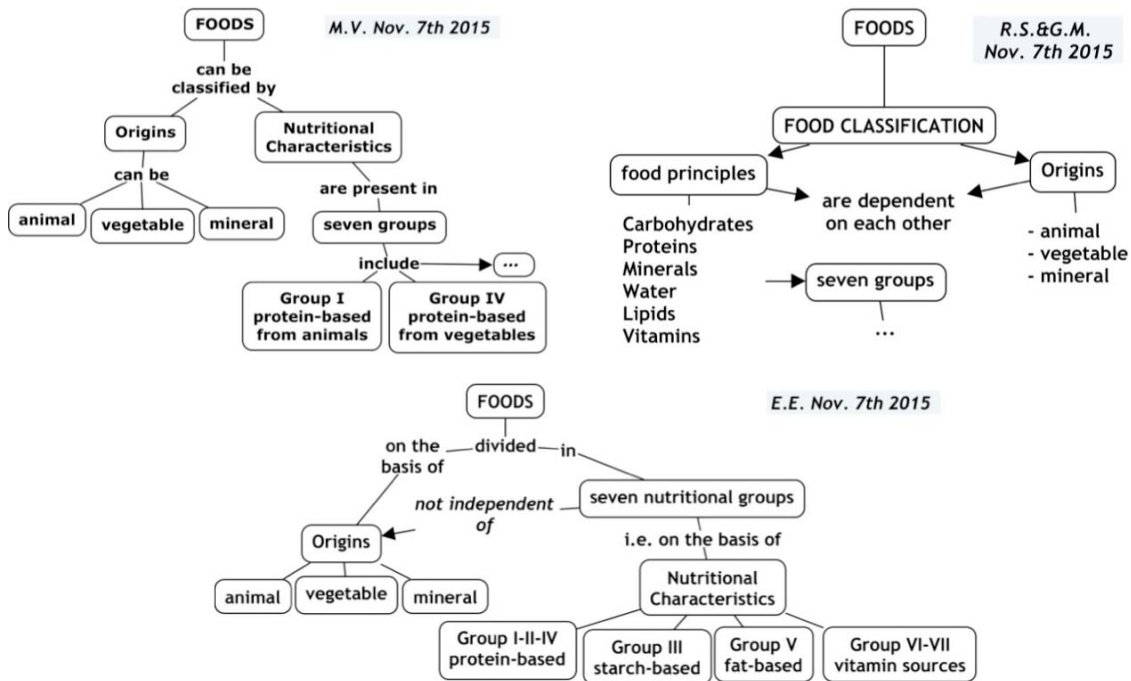 FOODS
M.V. Nov. 7th 2015
can be
classified by
Origins
Nutritional
Characteristics
can be
are present in
animal
vegetable
mineral
seven groups
include
...
Group I
protein-based
from animals
Group IV
protein-based
from vegetables
FOODS
R.S.&G.M.
Nov. 7th 2015
FOOD CLASSIFICATION
food principles
Origins
are dependent
on each other
Carbohydrates
Proteins
Minerals
Water
Lipids
Vitamins
- animal
- vegetable
- mineral
seven groups
...
FOODS
E.E. Nov. 7th 2015
on the
basis of
divided
in
not independent
of
seven nutritional groups
Origins
i.e. on the basis of
animal
vegetable
mineral
Nutritional
Characteristics
Group I-II-IV
protein-based
Group III
starch-based
Group V
fat-based
Group VI-VII
vitamin sources